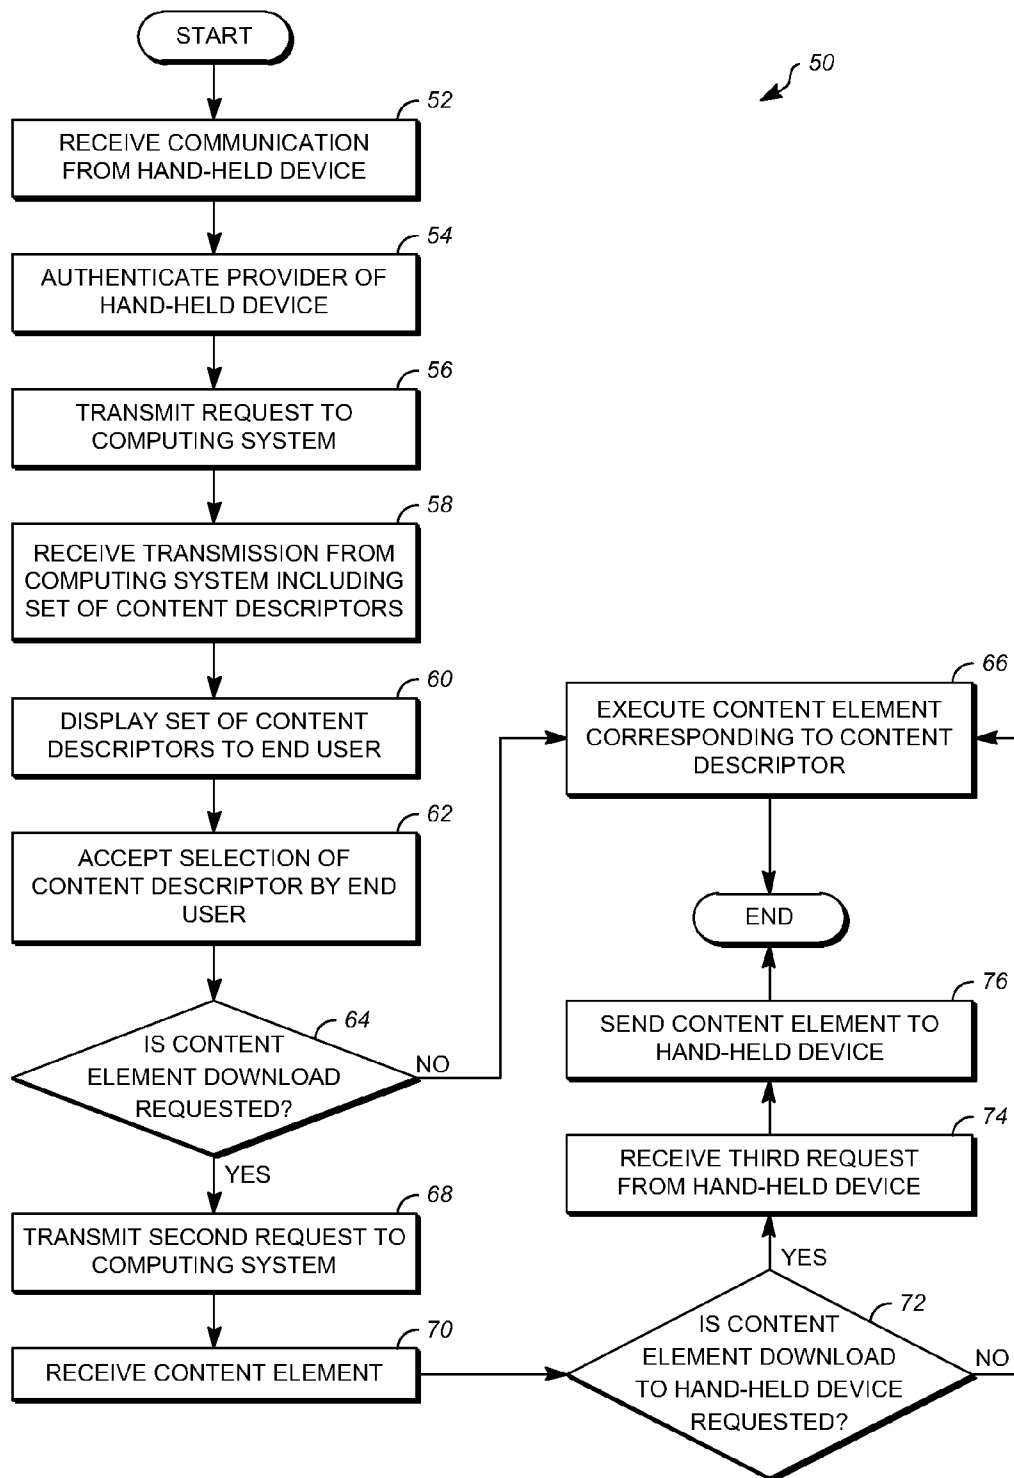 START
50
52
RECEIVE COMMUNICATION
FROM HAND-HELD DEVICE
54
AUTHENTICATE PROVIDER OF
HAND-HELD DEVICE
56
TRANSMIT REQUEST TO
COMPUTING SYSTEM
58
RECEIVE TRANSMISSION FROM
COMPUTING SYSTEM INCLUDING
SET OF CONTENT DESCRIPTORS
60
DISPLAY SET OF CONTENT
DESCRIPTORS TO END USER
62
ACCEPT SELECTION OF
CONTENT DESCRIPTOR BY END
USER
64
IS CONTENT
ELEMENT DOWNLOAD
REQUESTED?
NO
YES
66
EXECUTE CONTENT ELEMENT
CORRESPONDING TO CONTENT
DESCRIPTOR
END
68
TRANSMIT SECOND REQUEST TO
COMPUTING SYSTEM
70
RECEIVE CONTENT ELEMENT
72
IS CONTENT
ELEMENT DOWNLOAD
TO HAND-HELD DEVICE
REQUESTED?
NO
YES
74
RECEIVE THIRD REQUEST
FROM HAND-HELD DEVICE
76
SEND CONTENT ELEMENT TO
HAND-HELD DEVICE